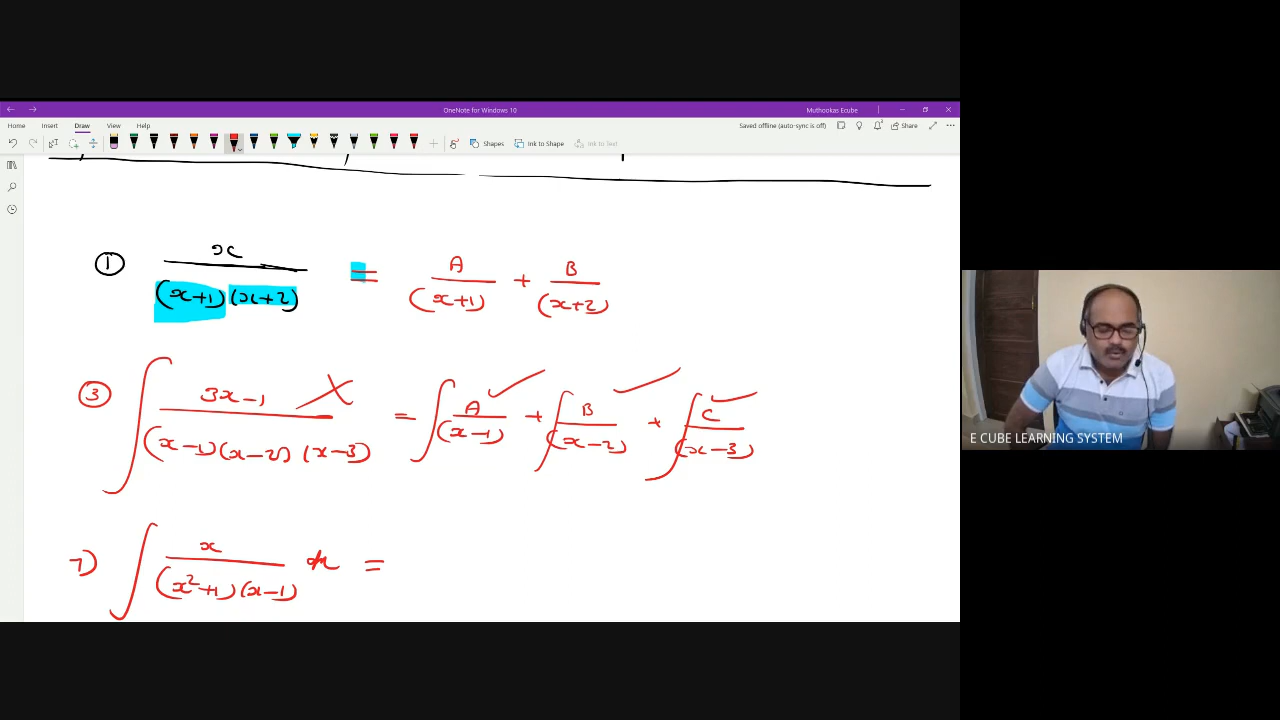 OneNote for Windows 10
Muthookas Ecube
Home Insert Draw View Help
Saved offline (auto-sync is off) Share
Shapes Ink to Shape Ink to Text
① x / (x+1)(x+2) = A/(x+1) + B/(x+2)
③ ∫ 3x-1 / (x-1)(x-2)(x-3) = ∫ A/(x-1) + ∫ B/(x-2) + ∫ C/(x-3)
7) ∫ x / (x²+1)(x-1) dx =
E CUBE LEARNING SYSTEM